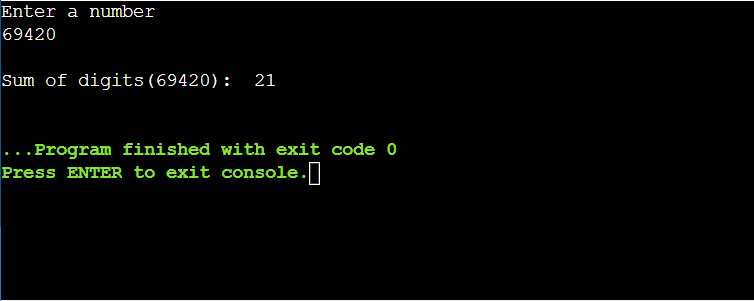 Enter a number
69420
Sum of digits(69420):  21
...Program finished with exit code 0
Press ENTER to exit console.